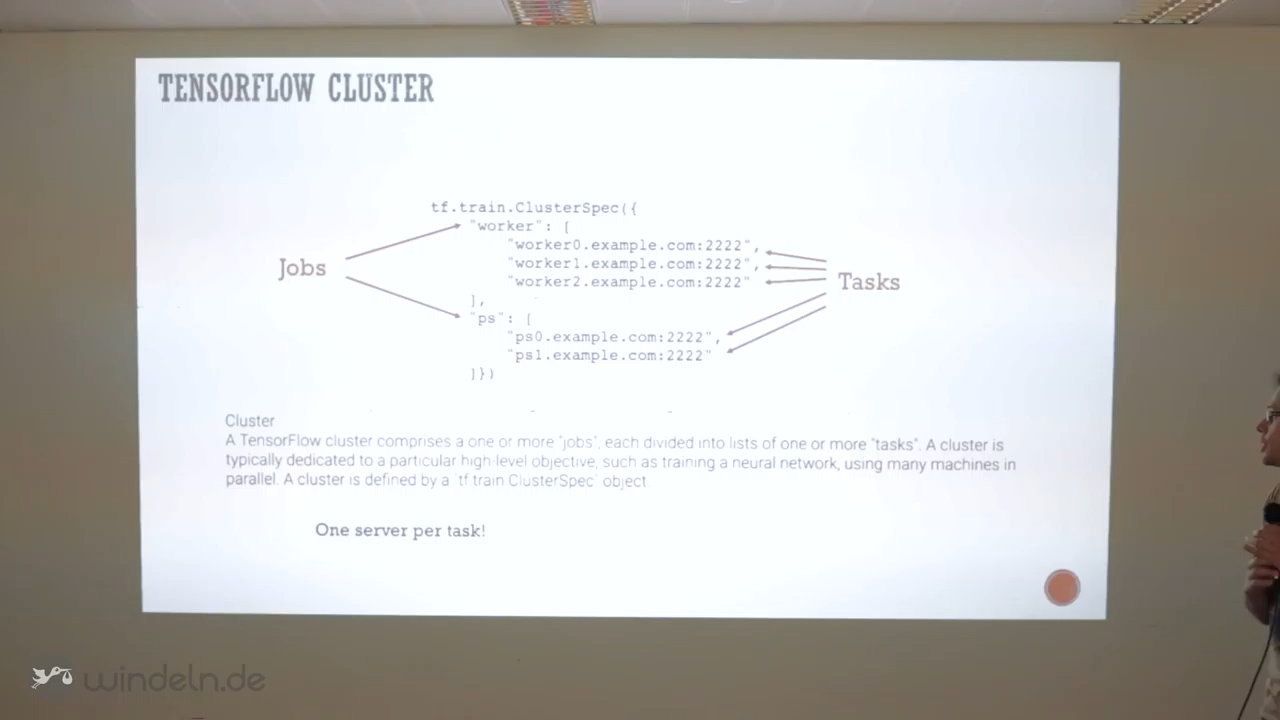 TENSORFLOW CLUSTER
tf.train.ClusterSpec({
"worker": [
"worker0.example.com:2222",
"worker1.example.com:2222",
"worker2.example.com:2222"
],
"ps": [
"ps0.example.com:2222",
"ps1.example.com:2222"
]})
Jobs
Tasks
Cluster
A TensorFlow cluster comprises a one or more "jobs", each divided into lists of one or more "tasks". A cluster is
typically dedicated to a particular high level objective, such as training a neural network, using many machines in
parallel. A cluster is defined by a `tf.train.ClusterSpec` object
One server per task!
windeln.de